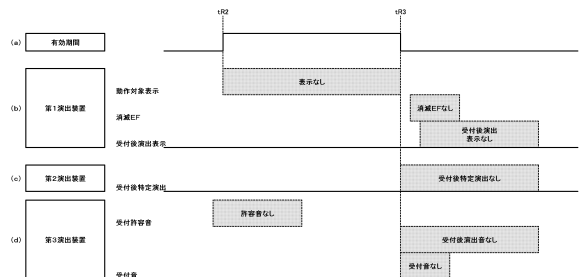 tR2 tR3
(a) 有効期間
表示なし
動作対象表示
消滅EFなし
(b) 第1演出装置
消滅EF
受付後演出
表示なし
受付後演出表示
(c) 第2演出装置
受付後特定演出なし
受付後特定演出
許容音なし
受付許容音
(d) 第3演出装置
受付後演出音なし
受付音なし
受付音